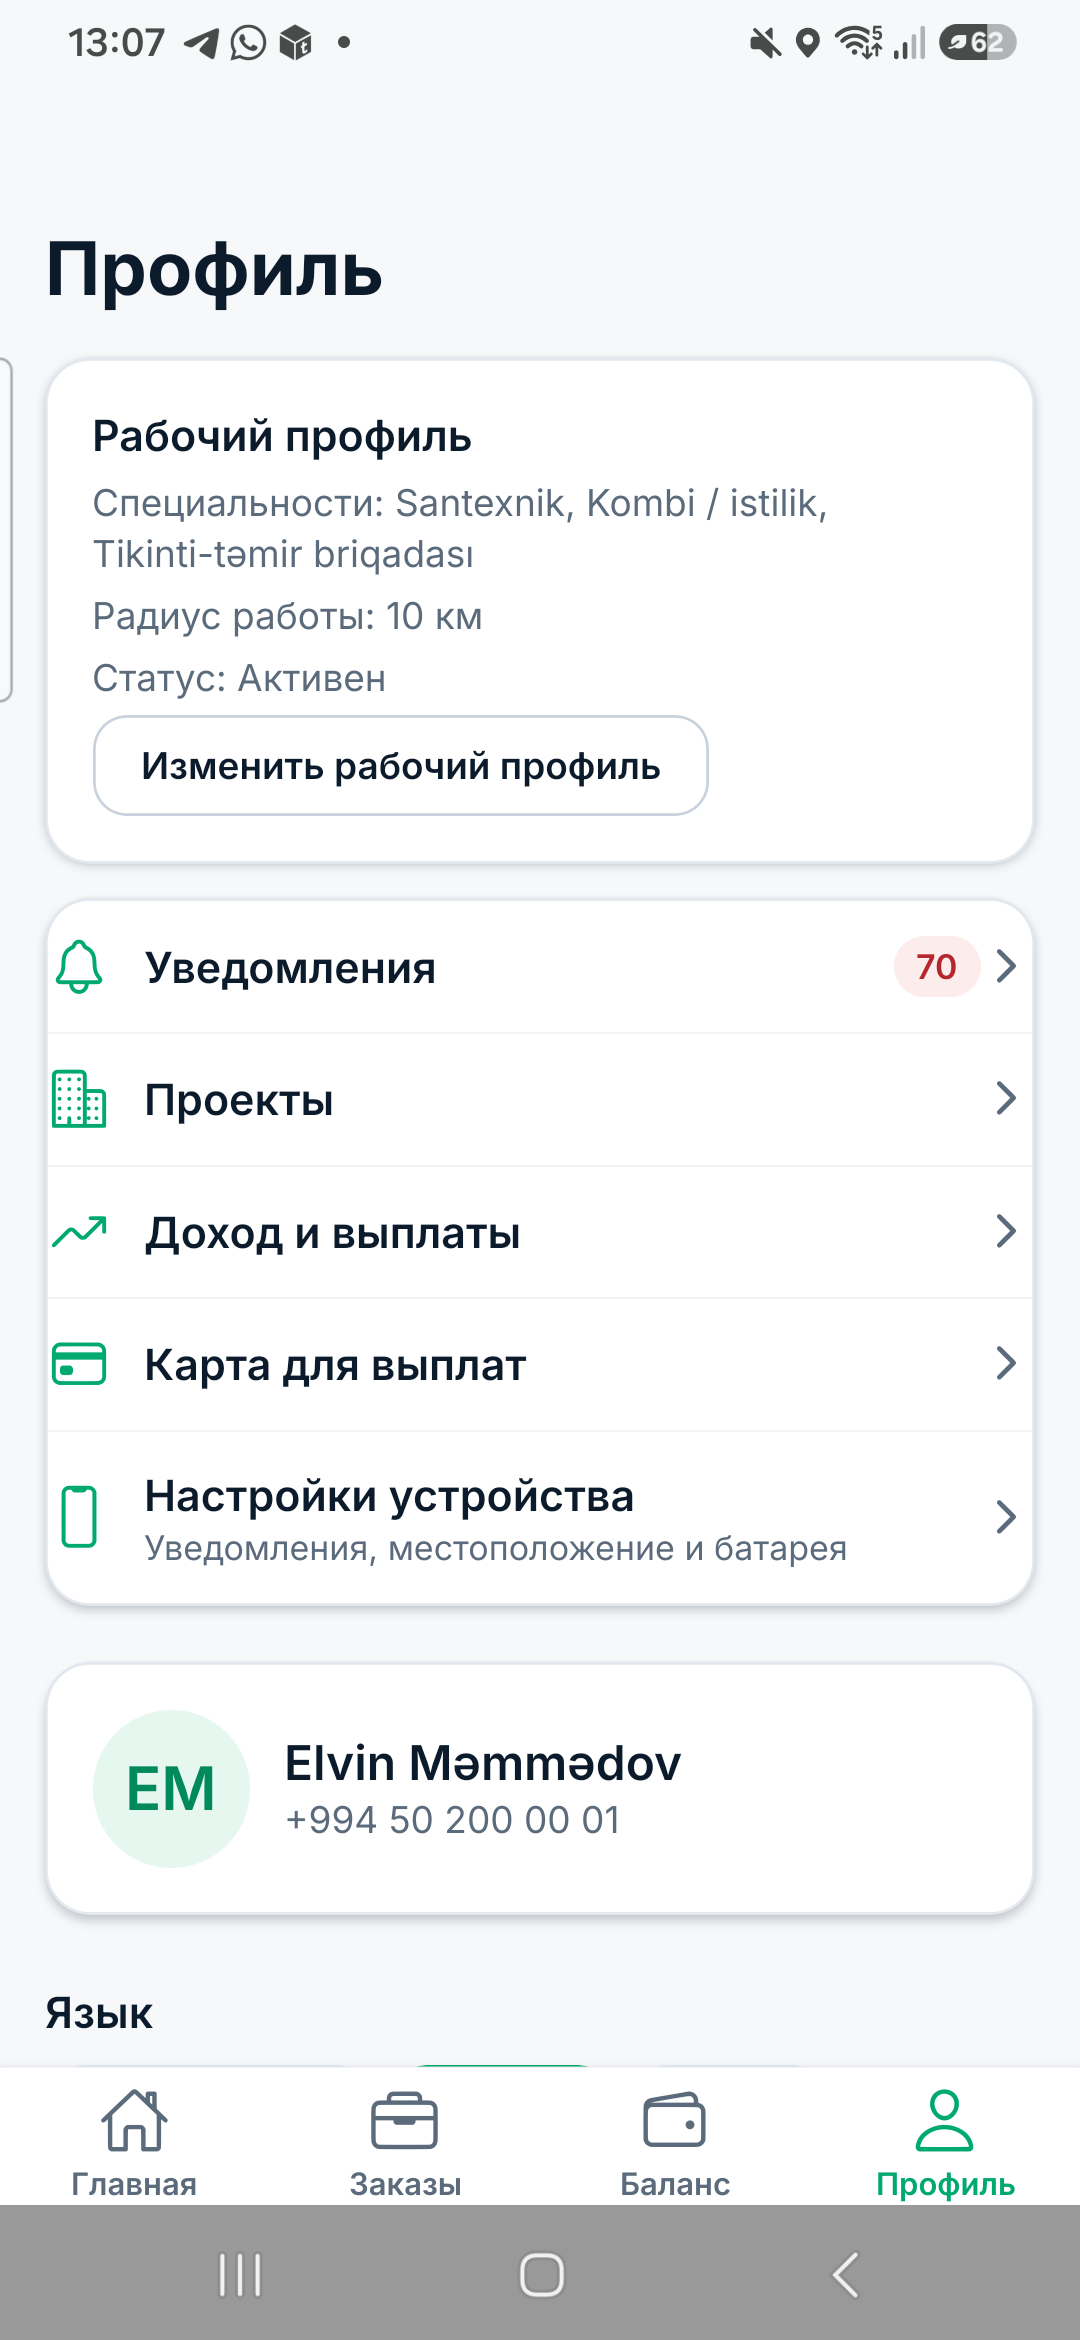 13:07
5
62
Профиль
Рабочий профиль
Специальности: Santexnik, Kombi / istilik,
Tikinti-təmir briqadası
Радиус работы: 10 км
Статус: Активен
Изменить рабочий профиль
Уведомления
70
Проекты
Доход и выплаты
Карта для выплат
Настройки устройства
Уведомления, местоположение и батарея
EM
Elvin Məmmədov
+994 50 200 00 01
Язык
Главная
Заказы
Баланс
Профиль